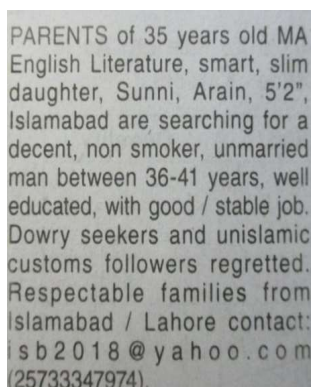 PARENTS of 35 years old MA
English Literature, smart, slim
daughter, Sunni, Arain, 5'2",
Islamabad are searching for a
decent, non smoker, unmarried
man between 36-41 years, well
educated, with good / stable job.
Dowry seekers and unislamic
customs followers regretted.
Respectable families from
Islamabad / Lahore contact:
isb2018@yahoo.com
(25733347974).